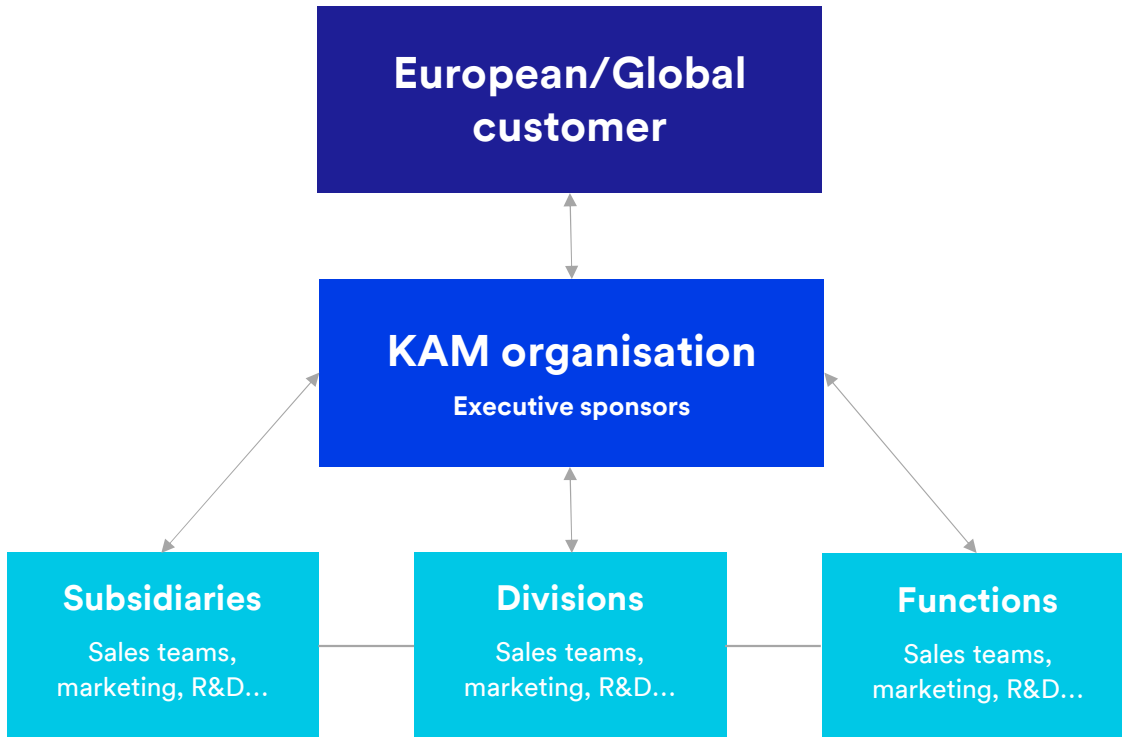 European/Global
customer
KAM organisation
Executive sponsors
Subsidiaries
Sales teams,
marketing, R&D…
Divisions
Sales teams,
marketing, R&D…
Functions
Sales teams,
marketing, R&D…